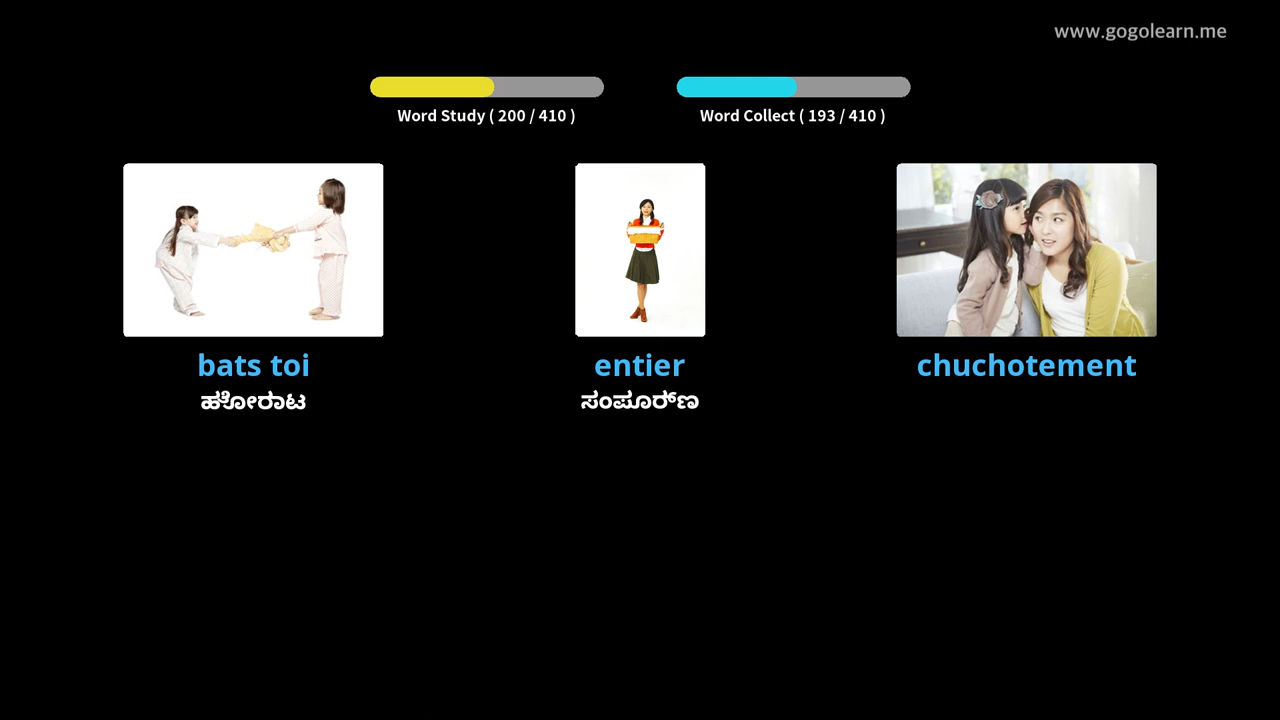 www.gogolearn.me
Word Study ( 200 / 410 )
Word Collect ( 193 / 410 )
bats toi
entier
chuchotement
ಹೋರಾಟ
ಸಂಪೂರ್ಣ